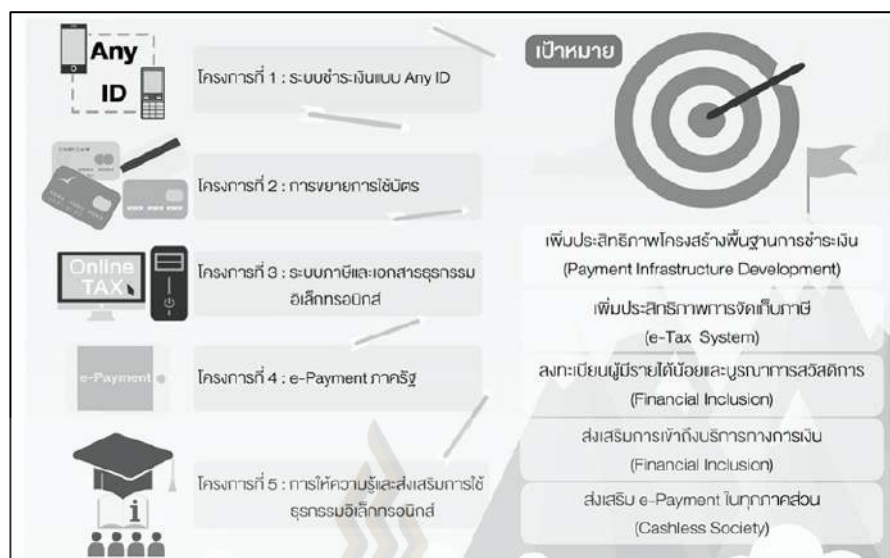 Any
ID
โครงการที่ 1 : ระบบชำระเงินแบบ Any ID
โครงการที่ 2 : การขยายการใช้บัตร
Online
TAX
โครงการที่ 3 : ระบบภาษีและเอกสารธุรกรรม
อิเล็กทรอนิกส์
e-Payment
โครงการที่ 4 : e-Payment ภาครัฐ
i
โครงการที่ 5 : การให้ความรู้และส่งเสริมการใช้
ธุรกรรมอิเล็กทรอนิกส์
เป้าหมาย
เพิ่มประสิทธิภาพโครงสร้างพื้นฐานการชำระเงิน
(Payment Infrastructure Development)
เพิ่มประสิทธิภาพการจัดเก็บภาษี
(e-Tax System)
ลงทะเบียนผู้มีรายได้น้อยและบูรณาการสวัสดิการ
(Financial Inclusion)
ส่งเสริมการเข้าถึงบริการทางการเงิน
(Financial Inclusion)
ส่งเสริม e-Payment ในทุกภาคส่วน
(Cashless Society)